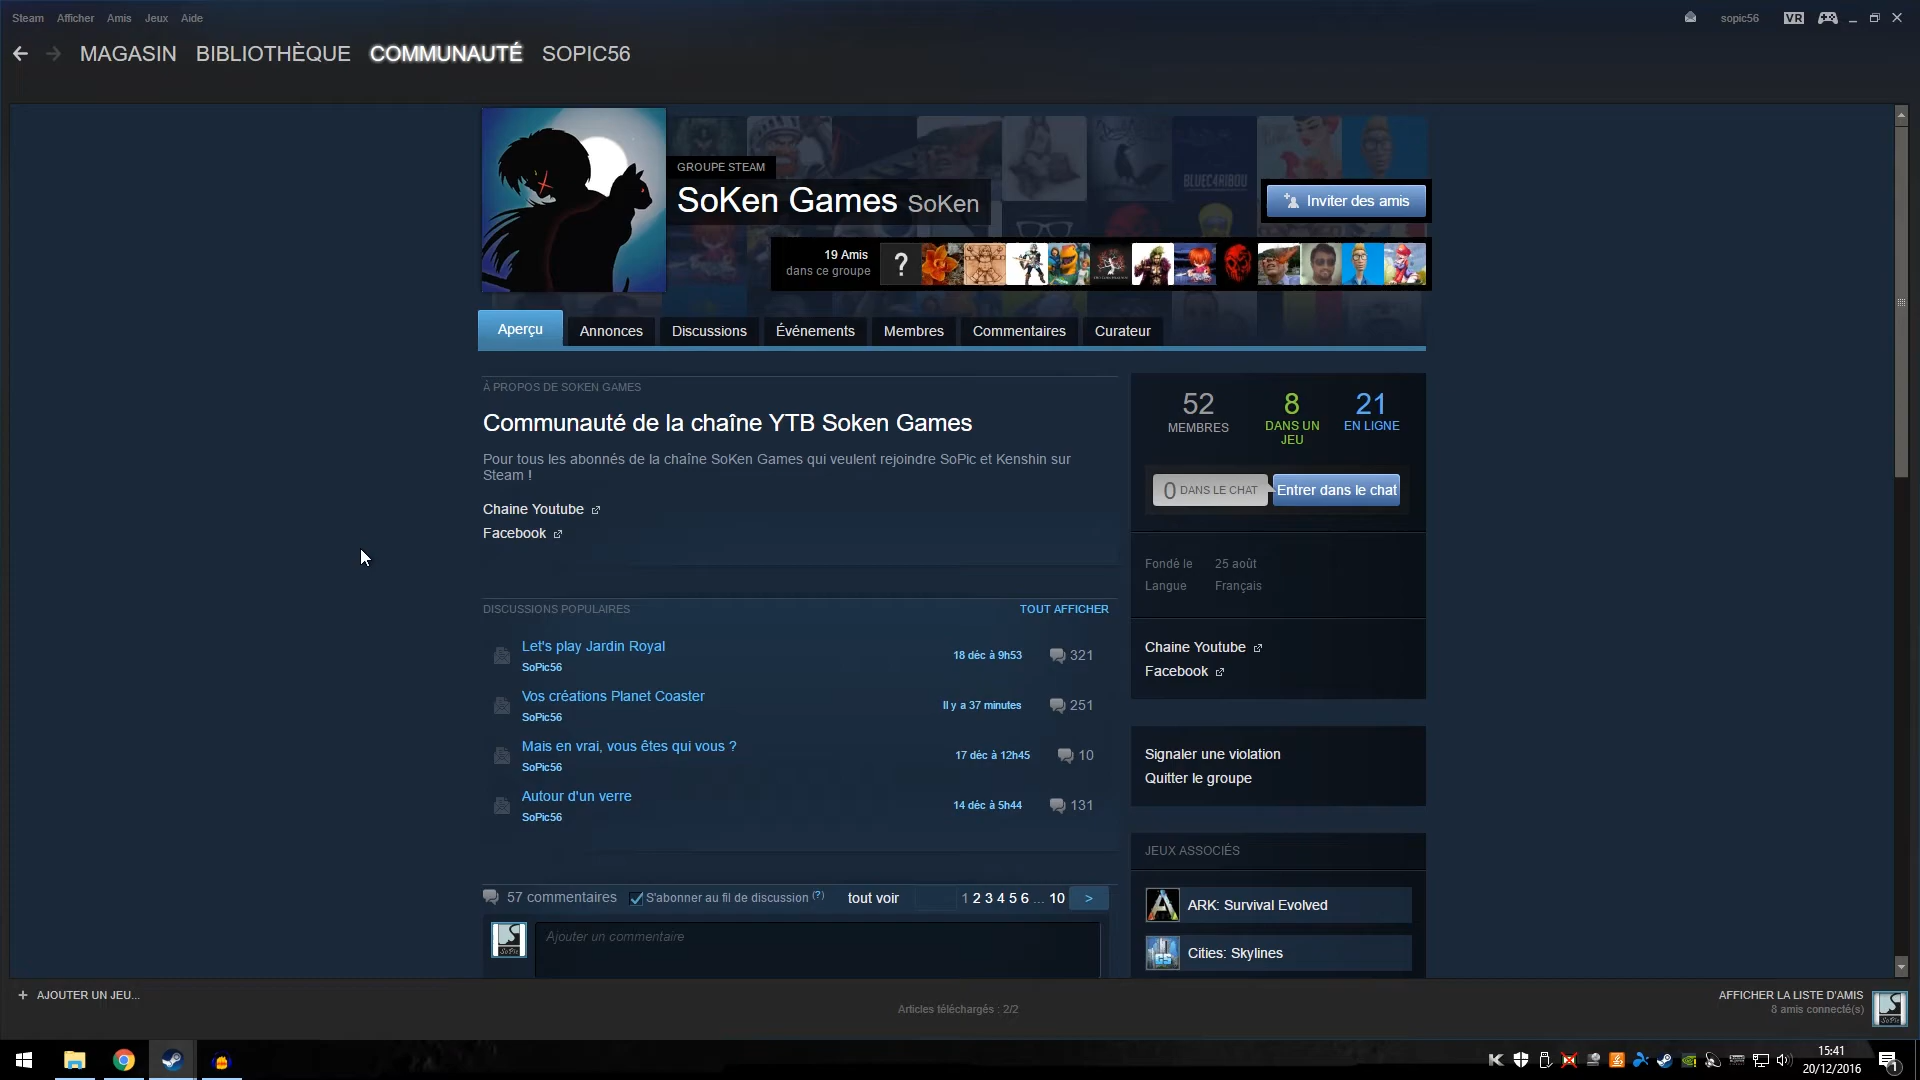 Steam Afficher Amis Jeux Aide
sopic56 VR
MAGASIN BIBLIOTHÈQUE COMMUNAUTÉ SOPIC56
BLUEC4RIBOU
GROUPE STEAM
SoKen Games SoKen
Inviter des amis
19 Amis
dans ce groupe
?
Aperçu Annonces Discussions Événements Membres Commentaires Curateur
À PROPOS DE SOKEN GAMES
Communauté de la chaîne YTB Soken Games
Pour tous les abonnés de la chaîne SoKen Games qui veulent rejoindre SoPic et Kenshin sur
Steam !
Chaine Youtube
Facebook
52 8 21
MEMBRES DANS UN JEU EN LIGNE
0 DANS LE CHAT Entrer dans le chat
Fondé le 25 août
Langue Français
Chaine Youtube
Facebook
Signaler une violation
Quitter le groupe
JEUX ASSOCIÉS
ARK: Survival Evolved
Cities: Skylines
DISCUSSIONS POPULAIRES TOUT AFFICHER
Let's play Jardin Royal
SoPic56
18 déc à 9h53 321
Vos créations Planet Coaster
SoPic56
Il y a 37 minutes 251
Mais en vrai, vous êtes qui vous ?
SoPic56
17 déc à 12h45 10
Autour d'un verre
SoPic56
14 déc à 5h44 131
57 commentaires S'abonner au fil de discussion (?) tout voir 1 2 3 4 5 6 ... 10 >
Ajouter un commentaire
+ AJOUTER UN JEU...
Articles téléchargés : 2/2
AFFICHER LA LISTE D'AMIS
8 amis connecté(s)
15:41
20/12/2016
1